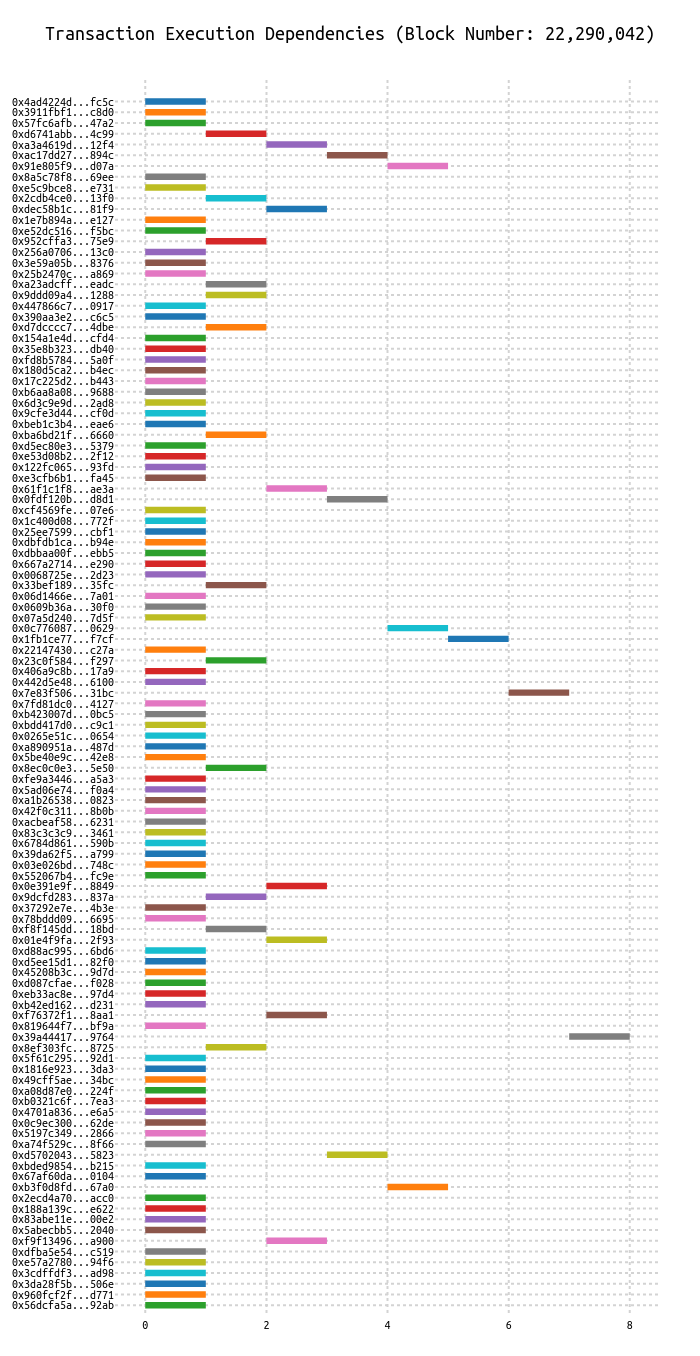 Transaction Execution Dependencies (Block Number: 22,290,042)
0x4ad4224d...fc5c
0x3911fbf1...c8d0
0x57fc6afb...47a2
0xd6741abb...4c99
0xa3a4619d...12f4
0xac17dd27...894c
0x91e805f9...d07a
0x8a5c78f8...69ee
0xe5c9bce8...e731
0x2cdb4ce0...13f0
0xdec58b1c...81f9
0x1e7b894a...e127
0xe52dc516...f5bc
0x952cffa3...75e9
0x256a0706...13c0
0x3e59a05b...8376
0x25b2470c...a869
0xa23adcff...eadc
0x9ddd09a4...1288
0x447866c7...0917
0x390aa3e2...c6c5
0xd7dcccc7...4dbe
0x154a1e4d...cfd4
0x35e8b323...db40
0xfd8b5784...5a0f
0x180d5ca2...b4ec
0x17c225d2...b443
0xb6aa8a08...9688
0x6d3c9e9d...2ad8
0x9cfe3d44...cf0d
0xbeb1c3b4...eae6
0xba6bd21f...6660
0xd5ec80e3...5379
0xe53d08b2...2f12
0x122fc065...93fd
0xe3cfb6b1...fa45
0x61f1c1f8...ae3a
0x0fdf120b...d8d1
0xcf4569fe...07e6
0x1c400d08...772f
0x25ee7599...cbf1
0xdbfdb1ca...b94e
0xdbbaa00f...ebb5
0x667a2714...e290
0x0068725e...2d23
0x33bef189...35fc
0x06d1466e...7a01
0x0609b36a...30f0
0x07a5d240...7d5f
0x0c776087...0629
0x1fb1ce77...f7cf
0x22147430...c27a
0x23c0f584...f297
0x406a9c8b...17a9
0x442d5e48...6100
0x7e83f506...31bc
0x7fd81dc0...4127
0xb423007d...0bc5
0xbdd417d0...c9c1
0x0265e51c...0654
0xa890951a...487d
0x5be40e9c...42e8
0x8ec0c0e3...5e50
0xfe9a3446...a5a3
0x5ad06e74...f0a4
0xa1b26538...0823
0x42f0c311...8b0b
0xacbeaf58...6231
0x83c3c3c9...3461
0x6784d861...590b
0x39da62f5...a799
0x03e026bd...748c
0x552067b4...fc9e
0x0e391e9f...8849
0x9dcfd283...837a
0x37292e7e...4b3e
0x78bddd09...6695
0xf8f145dd...18bd
0x01e4f9fa...2f93
0xd88ac995...6bd6
0xd5ee15d1...82f0
0x45208b3c...9d7d
0xd087cfae...f028
0xeb33ac8e...97d4
0xb42ed162...d231
0xf76372f1...8aa1
0x819644f7...bf9a
0x39a44417...9764
0x8ef303fc...8725
0x5f61c295...92d1
0x1816e923...3da3
0x49cff5ae...34bc
0xa08d87e0...224f
0xb0321c6f...7ea3
0x4701a836...e6a5
0x0c9ec300...62de
0x5197c349...2866
0xa74f529c...8f66
0xd5702043...5823
0xbded9854...b215
0x67af60da...0104
0xb3f0d8fd...67a0
0x2ecd4a70...acc0
0x188a139c...e622
0x83abe11e...00e2
0x5abecbb5...2040
0xf9f13496...a900
0xdfba5e54...c519
0xe57a2780...94f6
0x3cdffdf3...ad98
0x3da28f5b...506e
0x960fcf2f...d771
0x56dcfa5a...92ab
0 2 4 6 8